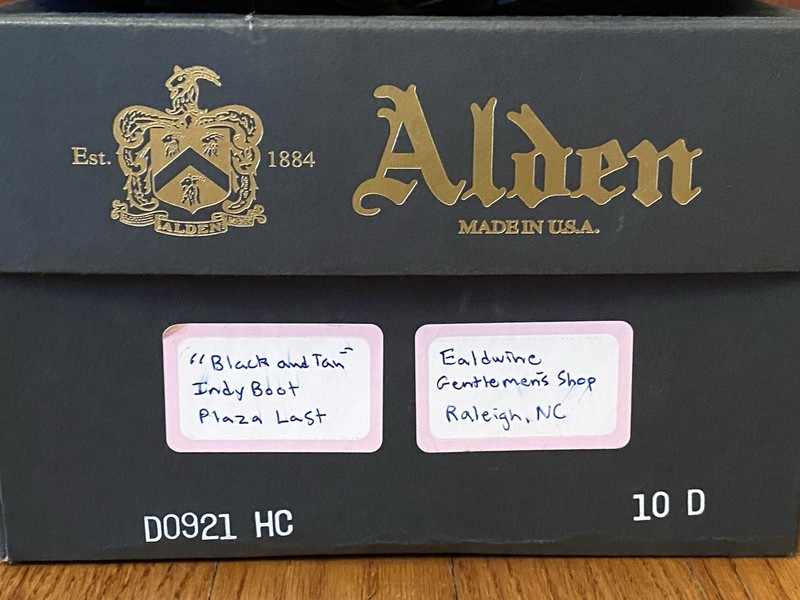 Est.
1884
ALDEN
Alden
MADE IN U.S.A.
"Black and Tan"
Indy Boot
Plaza Last
Ealdwine
Gentlemen's Shop
Raleigh, NC
D0921 HC
10 D